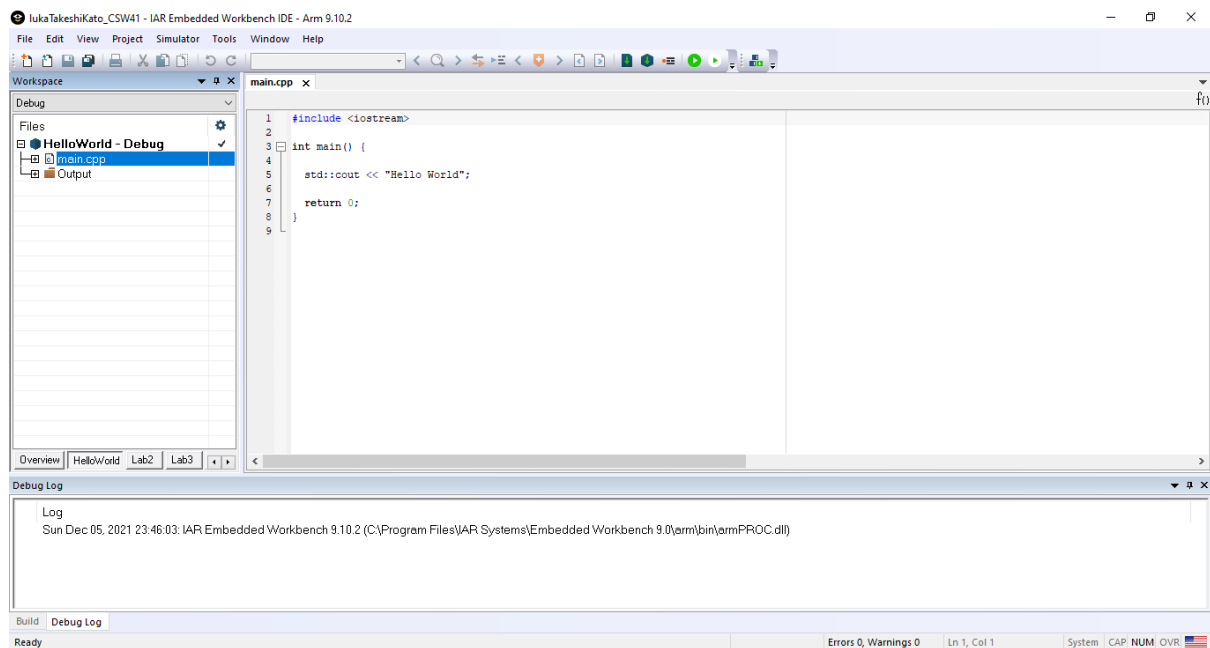 IukaTakeshiKato_CSW41 - IAR Embedded Workbench IDE - Arm 9.10.2
File Edit View Project Simulator Tools Window Help
Workspace
main.cpp
Debug
f()
Files
HelloWorld - Debug
main.cpp
Output
1 #include <iostream>
2
3 int main() {
4
5 std::cout << "Hello World";
6
7 return 0;
8 }
9
Overview HelloWorld Lab2 Lab3
Debug Log
Log
Sun Dec 05, 2021 23:46:03: IAR Embedded Workbench 9.10.2 (C:\Program Files\IAR Systems\Embedded Workbench 9.0\arm\bin\armPROC.dll)
Build Debug Log
Ready Errors 0, Warnings 0 Ln 1, Col 1 System CAP NUM OVR